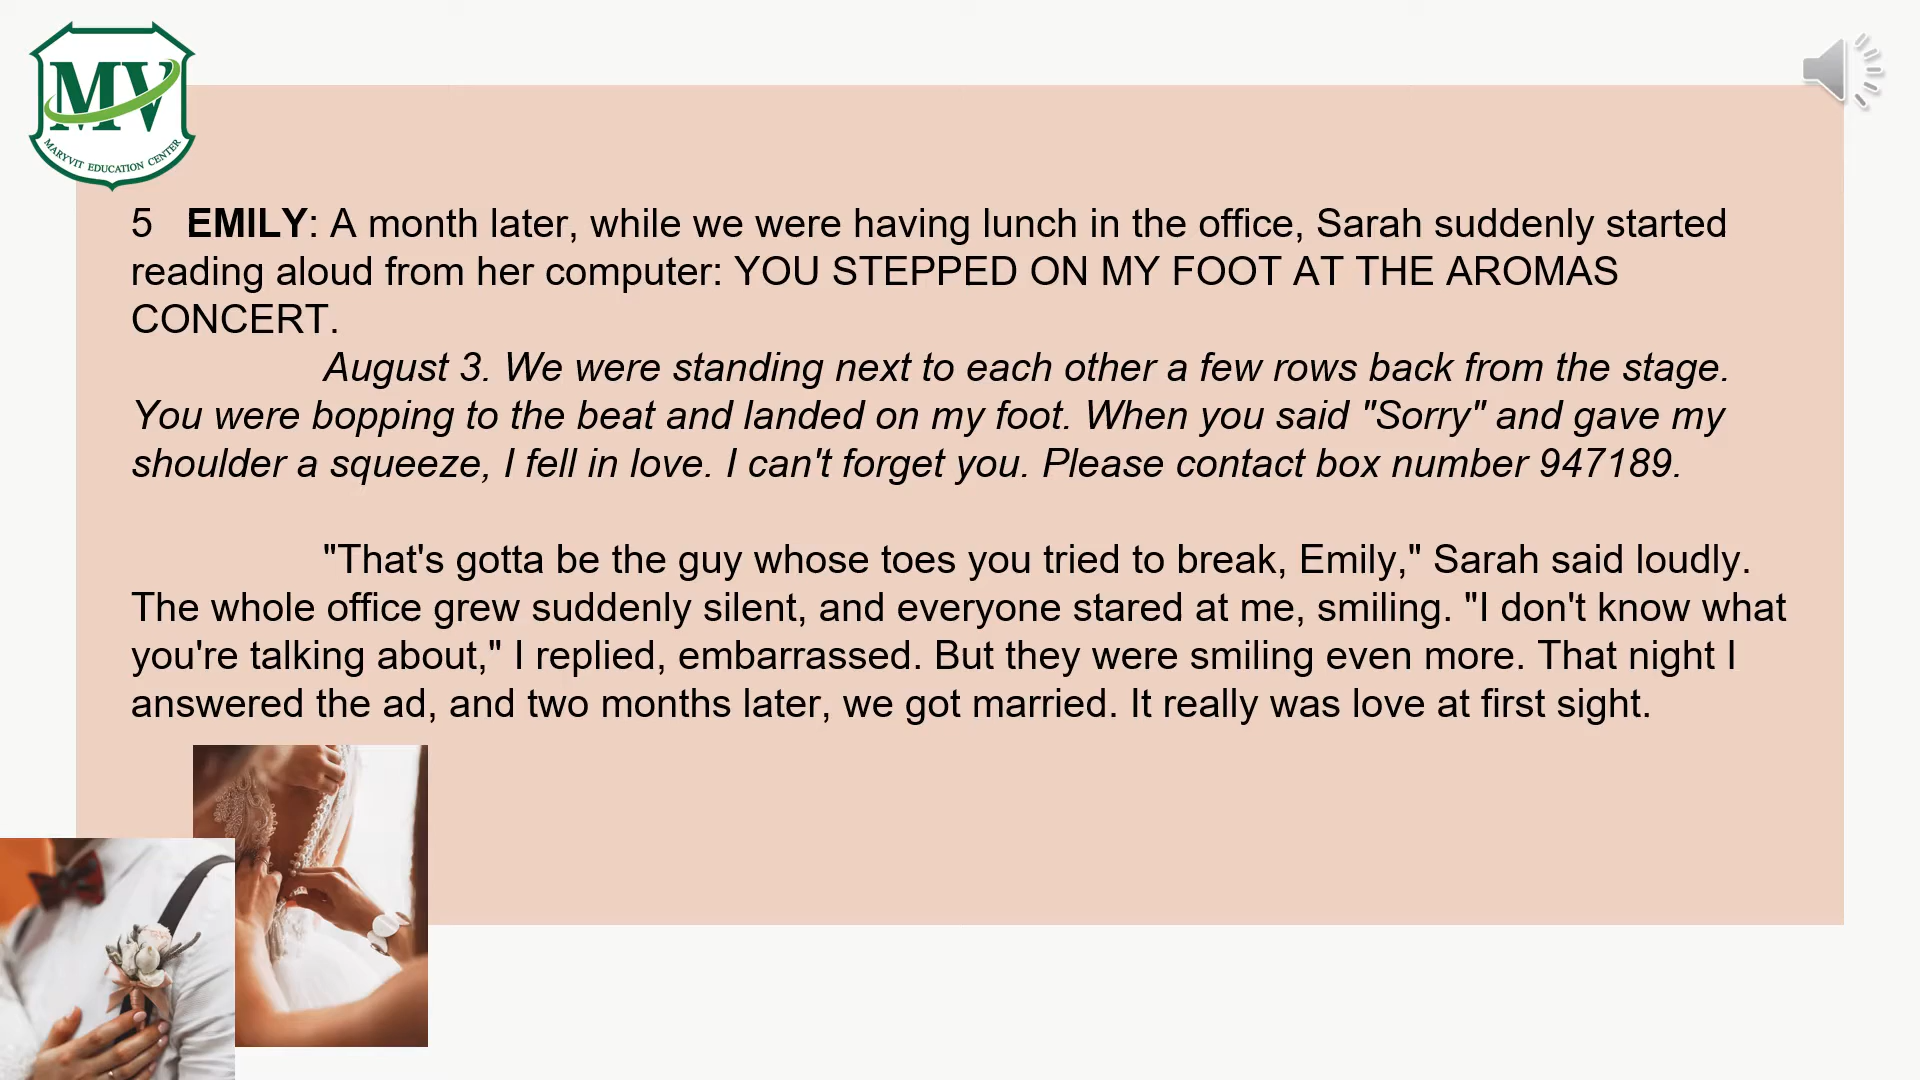 MV
MARYVIT EDUCATION CENTER
5 EMILY: A month later, while we were having lunch in the office, Sarah suddenly started
reading aloud from her computer: YOU STEPPED ON MY FOOT AT THE AROMAS
CONCERT.
August 3. We were standing next to each other a few rows back from the stage.
You were bopping to the beat and landed on my foot. When you said "Sorry" and gave my
shoulder a squeeze, I fell in love. I can't forget you. Please contact box number 947189.
"That's gotta be the guy whose toes you tried to break, Emily," Sarah said loudly.
The whole office grew suddenly silent, and everyone stared at me, smiling. "I don't know what
you're talking about," I replied, embarrassed. But they were smiling even more. That night I
answered the ad, and two months later, we got married. It really was love at first sight.